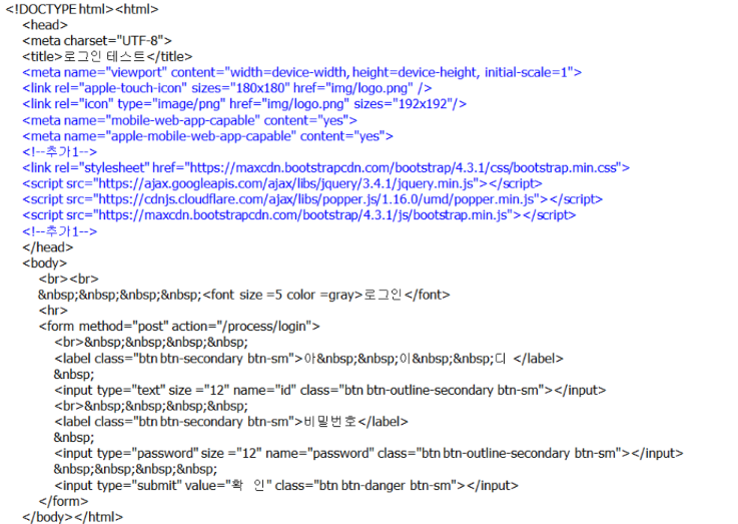 <!DOCTYPE html><html>
<head>
<meta charset="UTF-8">
<title>로그인 테스트</title>
<meta name="viewport" content="width=device-width, height=device-height, initial-scale=1">
<link rel="apple-touch-icon" sizes="180x180" href="img/logo.png" />
<link rel="icon" type="image/png" href="img/logo.png" sizes="192x192"/>
<meta name="mobile-web-app-capable" content="yes">
<meta name="apple-mobile-web-app-capable" content="yes">
<!--추가1-->
<link rel="stylesheet" href="https://maxcdn.bootstrapcdn.com/bootstrap/4.3.1/css/bootstrap.min.css">
<script src="https://ajax.googleapis.com/ajax/libs/jquery/3.4.1/jquery.min.js"></script>
<script src="https://cdnjs.cloudflare.com/ajax/libs/popper.js/1.16.0/umd/popper.min.js"></script>
<script src="https://maxcdn.bootstrapcdn.com/bootstrap/4.3.1/js/bootstrap.min.js"></script>
<!--추가1-->
</head>
<body>
<br><br>
&nbsp;&nbsp;&nbsp;&nbsp;<font size =5 color =gray>로그인</font>
<hr>
<form method="post" action="/process/login">
<br>&nbsp;&nbsp;&nbsp;&nbsp;
<label class="btn btn-secondary btn-sm">아&nbsp;&nbsp;이&nbsp;&nbsp;디 </label>
&nbsp;
<input type="text" size ="12" name="id" class="btn btn-outline-secondary btn-sm"></input>
<br>&nbsp;&nbsp;&nbsp;&nbsp;
<label class="btn btn-secondary btn-sm">비밀번호</label>
&nbsp;
<input type="password" size ="12" name="password" class="btn btn-outline-secondary btn-sm"></input>
&nbsp;&nbsp;&nbsp;&nbsp;
<input type="submit" value="확   인" class="btn btn-danger btn-sm"></input>
</form>
</body></html>